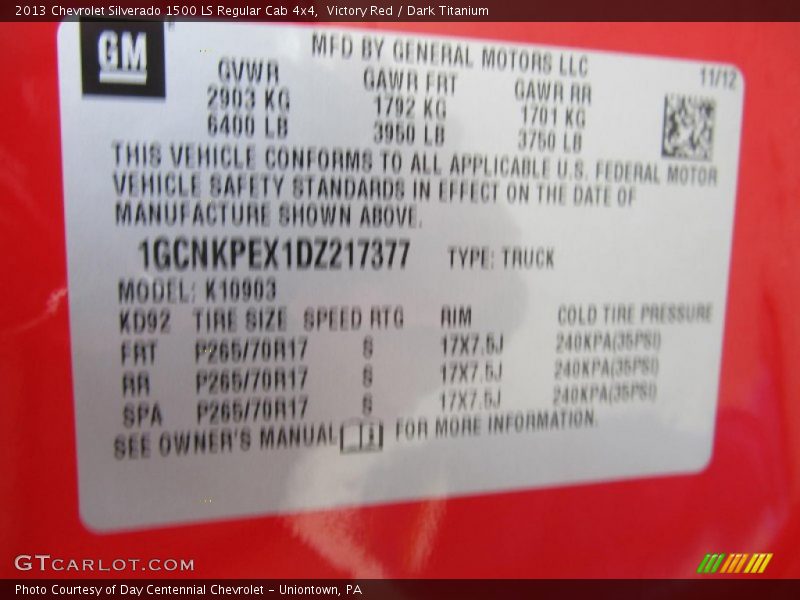 2013 Chevrolet Silverado 1500 LS Regular Cab 4x4, Victory Red / Dark Titanium
GM
MFD BY GENERAL MOTORS LLC
11/12
GVWR GAWR FRT GAWR RR
2903 KG 1792 KG 1701 KG
6400 LB 3950 LB 3750 LB
THIS VEHICLE CONFORMS TO ALL APPLICABLE U.S. FEDERAL MOTOR
VEHICLE SAFETY STANDARDS IN EFFECT ON THE DATE OF
MANUFACTURE SHOWN ABOVE.
1GCNKPEX1DZ217377 TYPE: TRUCK
MODEL: K10903
KD92 TIRE SIZE SPEED RTG RIM COLD TIRE PRESSURE
FRT P265/70R17 S 17X7.5J 240KPA(35PSI)
RR P265/70R17 S 17X7.5J 240KPA(35PSI)
SPA P265/70R17 S 17X7.5J 240KPA(35PSI)
SEE OWNER'S MANUAL FOR MORE INFORMATION.
GTCARLOT.COM
Photo Courtesy of Day Centennial Chevrolet - Uniontown, PA